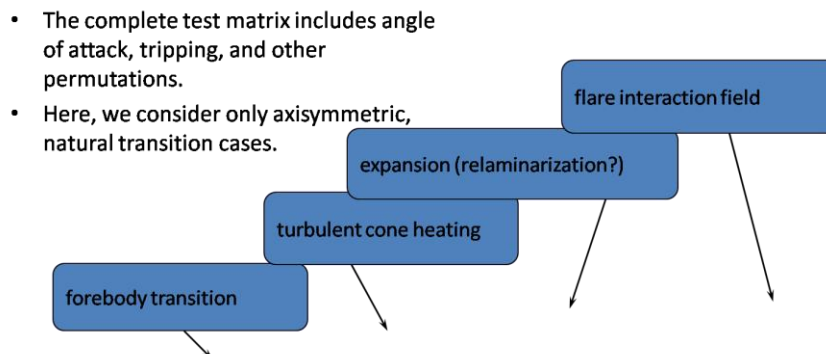 • The complete test matrix includes angle
of attack, tripping, and other
permutations.
• Here, we consider only axisymmetric,
natural transition cases.
flare interaction field
expansion (relaminarization?)
turbulent cone heating
forebody transition